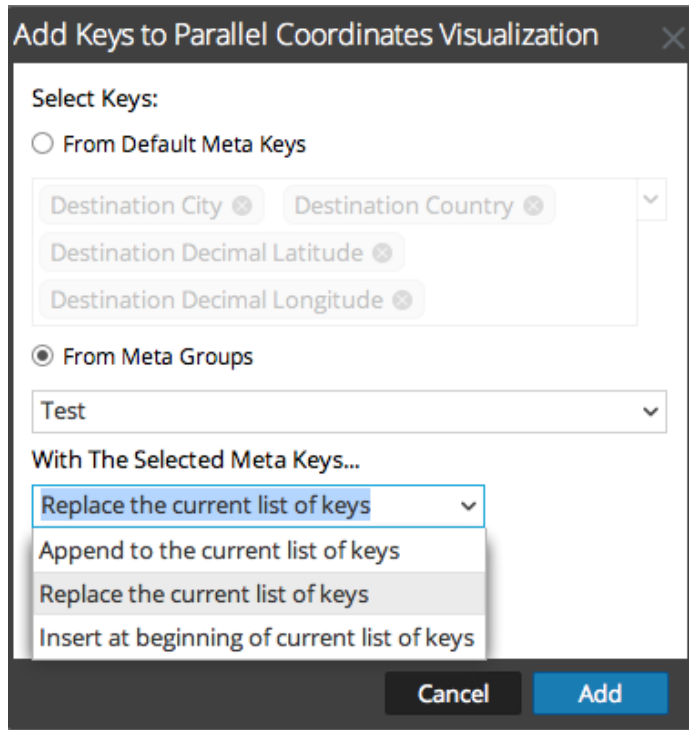 Add Keys to Parallel Coordinates Visualization
Select Keys:
From Default Meta Keys
Destination City Destination Country
Destination Decimal Latitude
Destination Decimal Longitude
From Meta Groups
Test
With The Selected Meta Keys...
Replace the current list of keys
Append to the current list of keys
Replace the current list of keys
Insert at beginning of current list of keys
Cancel Add